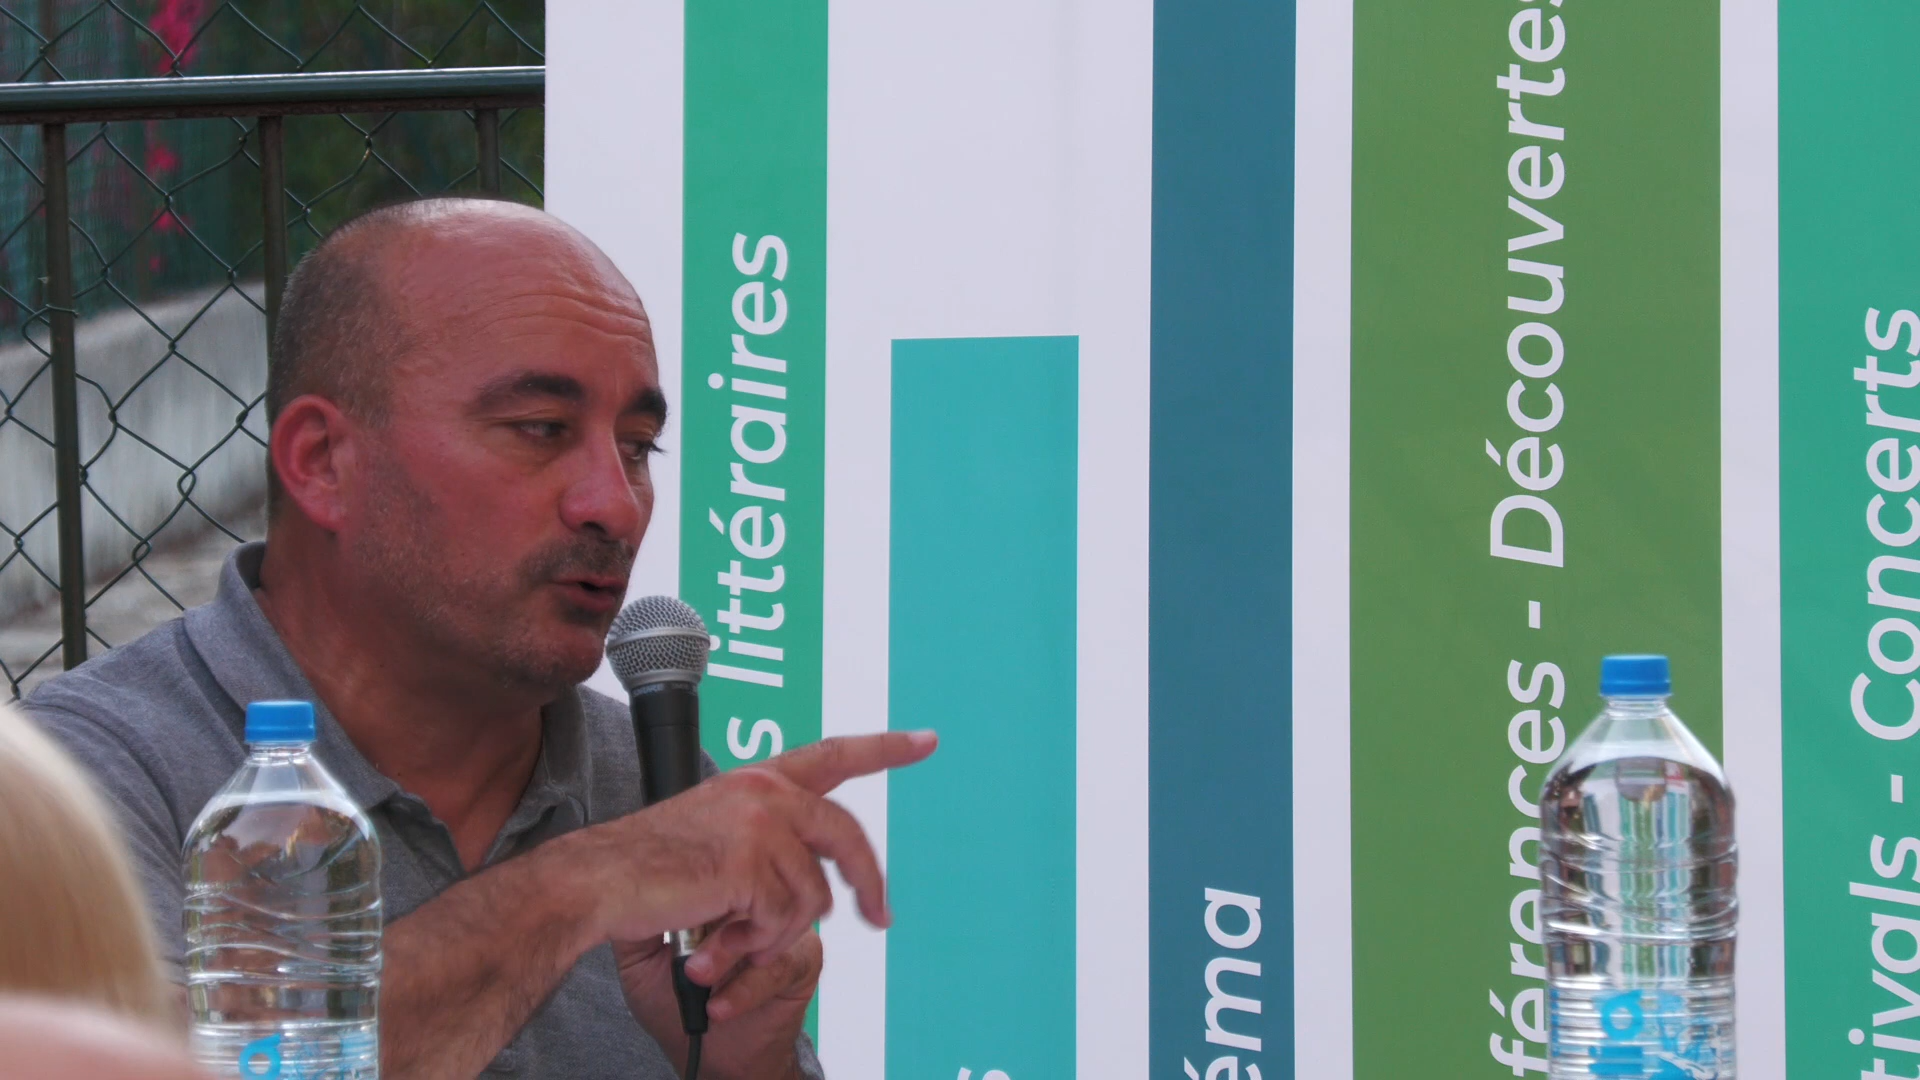 s littéraires
s
éma
férences - Découvertes
tivals - Concerts